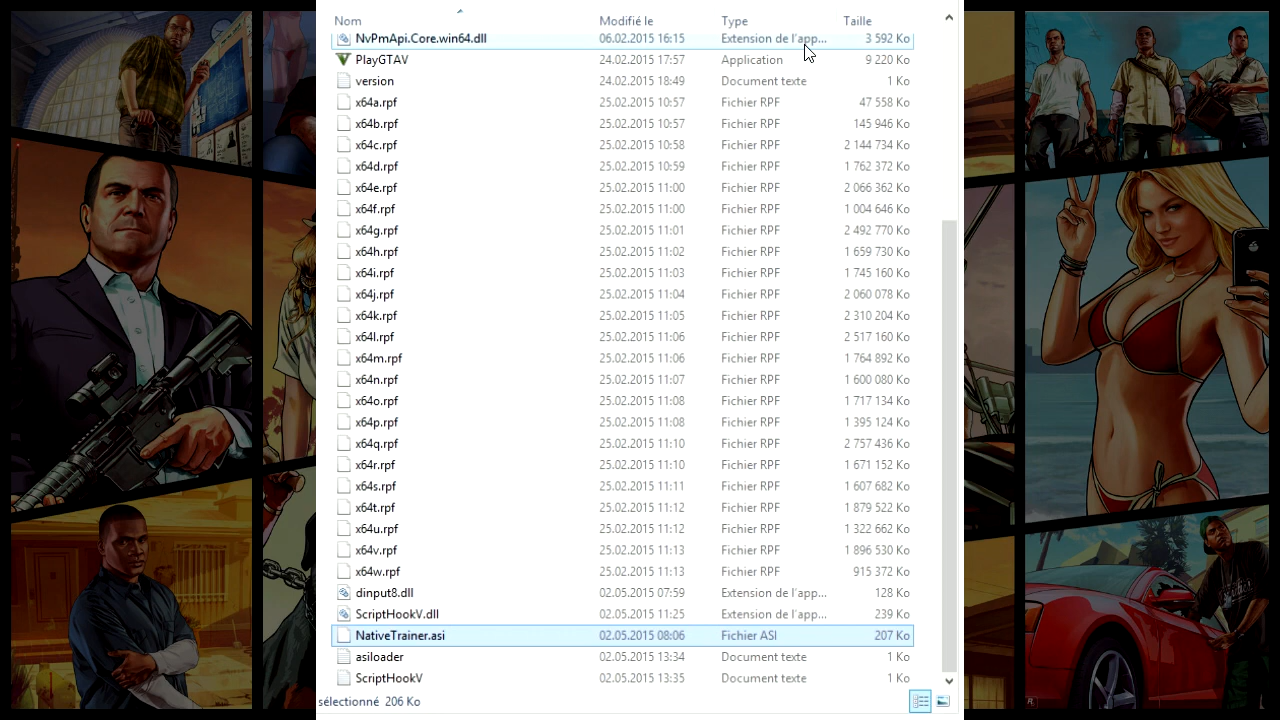 Nom Modifié le Type Taille
NvPmApi.Core.win64.dll 06.02.2015 16:15 Extension de l'app... 3 592 Ko
PlayGTAV 24.02.2015 17:57 Application 9 220 Ko
version 24.02.2015 18:49 Document texte 1 Ko
x64a.rpf 25.02.2015 10:57 Fichier RPF 47 558 Ko
x64b.rpf 25.02.2015 10:57 Fichier RPF 145 946 Ko
x64c.rpf 25.02.2015 10:58 Fichier RPF 2 144 734 Ko
x64d.rpf 25.02.2015 10:59 Fichier RPF 1 762 372 Ko
x64e.rpf 25.02.2015 11:00 Fichier RPF 2 066 362 Ko
x64f.rpf 25.02.2015 11:00 Fichier RPF 1 004 646 Ko
x64g.rpf 25.02.2015 11:01 Fichier RPF 2 492 770 Ko
x64h.rpf 25.02.2015 11:02 Fichier RPF 1 659 730 Ko
x64i.rpf 25.02.2015 11:03 Fichier RPF 1 745 160 Ko
x64j.rpf 25.02.2015 11:04 Fichier RPF 2 060 078 Ko
x64k.rpf 25.02.2015 11:05 Fichier RPF 2 310 204 Ko
x64l.rpf 25.02.2015 11:06 Fichier RPF 2 517 160 Ko
x64m.rpf 25.02.2015 11:06 Fichier RPF 1 764 892 Ko
x64n.rpf 25.02.2015 11:07 Fichier RPF 1 600 080 Ko
x64o.rpf 25.02.2015 11:08 Fichier RPF 1 717 134 Ko
x64p.rpf 25.02.2015 11:08 Fichier RPF 1 395 124 Ko
x64q.rpf 25.02.2015 11:10 Fichier RPF 2 757 436 Ko
x64r.rpf 25.02.2015 11:10 Fichier RPF 1 671 152 Ko
x64s.rpf 25.02.2015 11:11 Fichier RPF 1 607 682 Ko
x64t.rpf 25.02.2015 11:12 Fichier RPF 1 879 522 Ko
x64u.rpf 25.02.2015 11:12 Fichier RPF 1 322 662 Ko
x64v.rpf 25.02.2015 11:13 Fichier RPF 1 896 530 Ko
x64w.rpf 25.02.2015 11:13 Fichier RPF 915 372 Ko
dinput8.dll 02.05.2015 07:59 Extension de l'app... 128 Ko
ScriptHookV.dll 02.05.2015 11:25 Extension de l'app... 239 Ko
NativeTrainer.asi 02.05.2015 08:06 Fichier ASI 207 Ko
asiloader 02.05.2015 13:34 Document texte 1 Ko
ScriptHookV 02.05.2015 13:35 Document texte 1 Ko
sélectionné 206 Ko